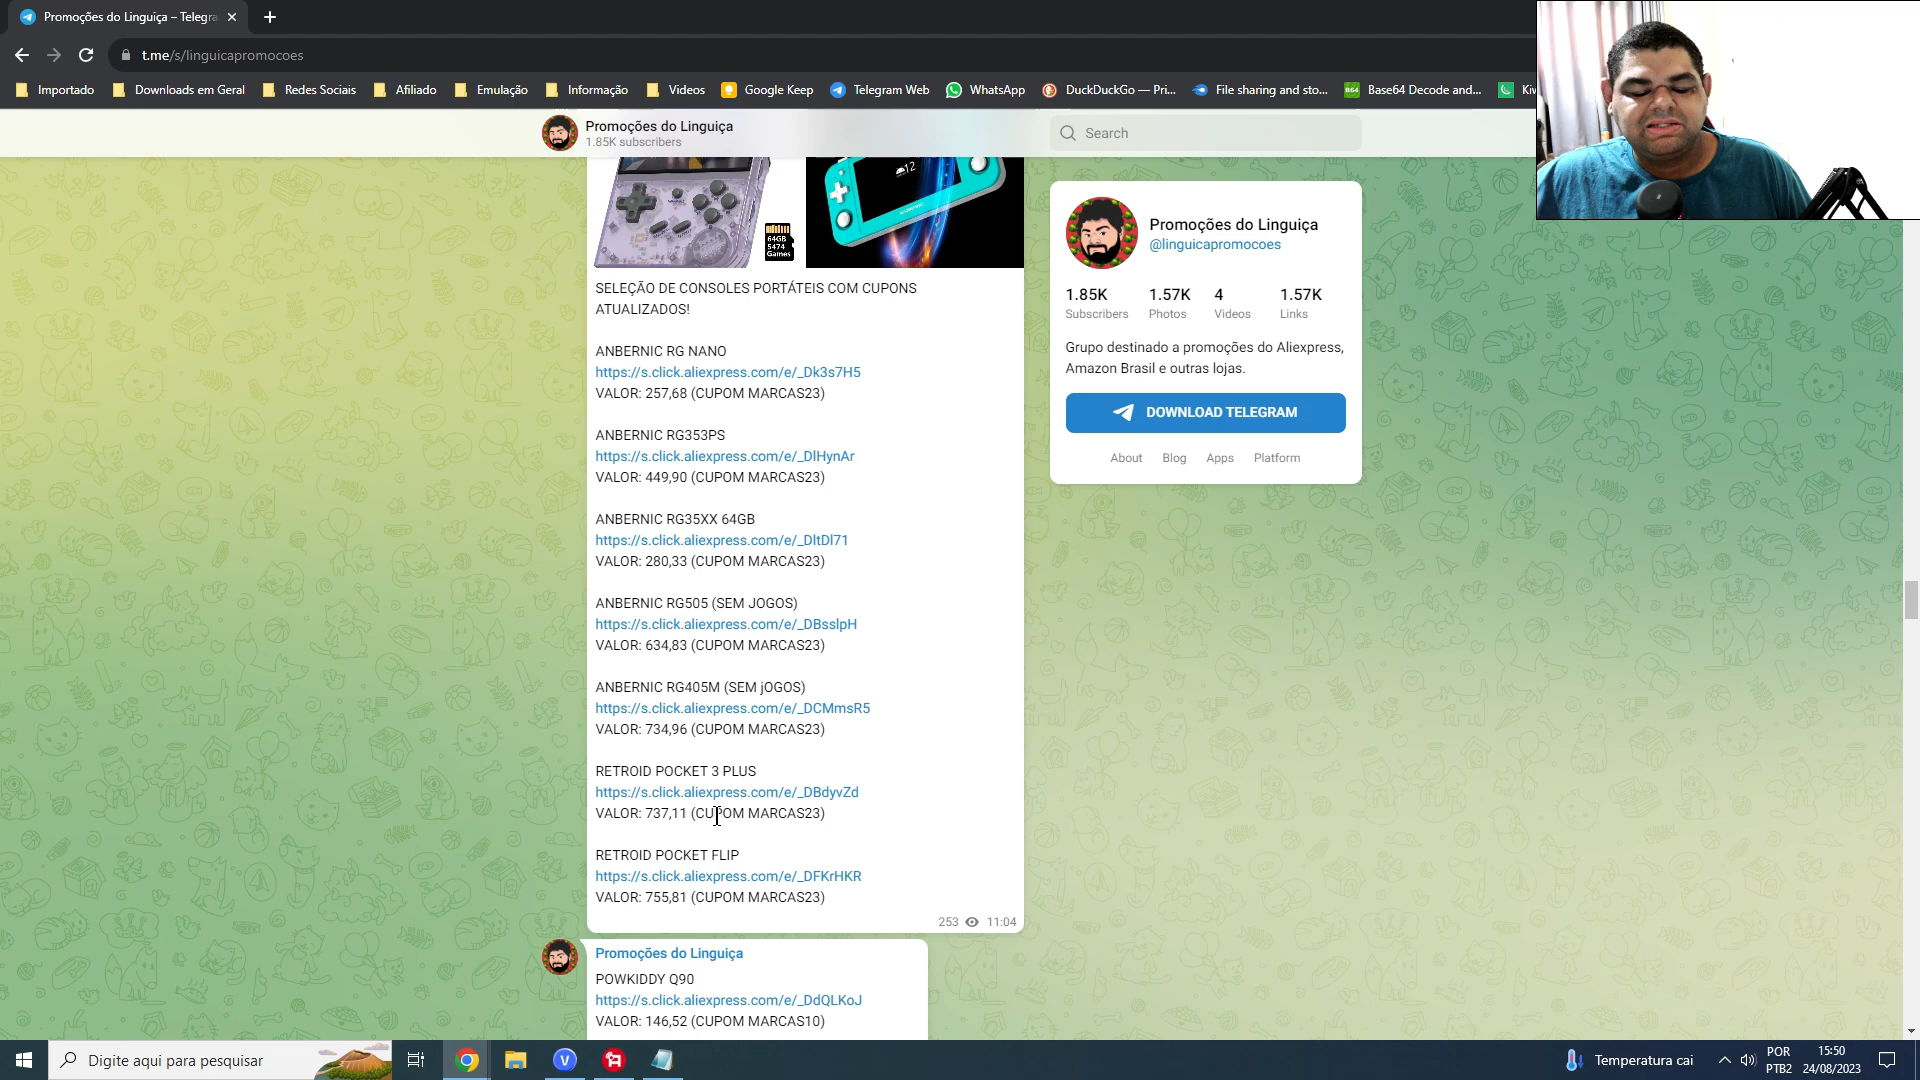 Promoções do Linguiça – Telegra
t.me/s/linguicapromocoes
Importado
Downloads em Geral
Redes Sociais
Afiliado
Emulação
Informação
Videos
Google Keep
Telegram Web
WhatsApp
DuckDuckGo — Pri...
File sharing and sto...
B64
Base64 Decode and...
Kiw
Promoções do Linguiça
1.85K subscribers
Search
12
64GB
5474
Games
SELEÇÃO DE CONSOLES PORTÁTEIS COM CUPONS
ATUALIZADOS!
ANBERNIC RG NANO
https://s.click.aliexpress.com/e/_Dk3s7H5
VALOR: 257,68 (CUPOM MARCAS23)
ANBERNIC RG353PS
https://s.click.aliexpress.com/e/_DlHynAr
VALOR: 449,90 (CUPOM MARCAS23)
ANBERNIC RG35XX 64GB
https://s.click.aliexpress.com/e/_DltDl71
VALOR: 280,33 (CUPOM MARCAS23)
ANBERNIC RG505 (SEM JOGOS)
https://s.click.aliexpress.com/e/_DBsslpH
VALOR: 634,83 (CUPOM MARCAS23)
ANBERNIC RG405M (SEM jOGOS)
https://s.click.aliexpress.com/e/_DCMmsR5
VALOR: 734,96 (CUPOM MARCAS23)
RETROID POCKET 3 PLUS
https://s.click.aliexpress.com/e/_DBdyvZd
VALOR: 737,11 (CUPOM MARCAS23)
RETROID POCKET FLIP
https://s.click.aliexpress.com/e/_DFKrHKR
VALOR: 755,81 (CUPOM MARCAS23)
253 11:04
Promoções do Linguiça
POWKIDDY Q90
https://s.click.aliexpress.com/e/_DdQLKoJ
VALOR: 146,52 (CUPOM MARCAS10)
Promoções do Linguiça
@linguicapromocoes
1.85K 1.57K 4 1.57K
Subscribers Photos Videos Links
Grupo destinado a promoções do Aliexpress,
Amazon Brasil e outras lojas.
DOWNLOAD TELEGRAM
About Blog Apps Platform
Digite aqui para pesquisar
V
Temperatura cai
POR
PTB2
15:50
24/08/2023